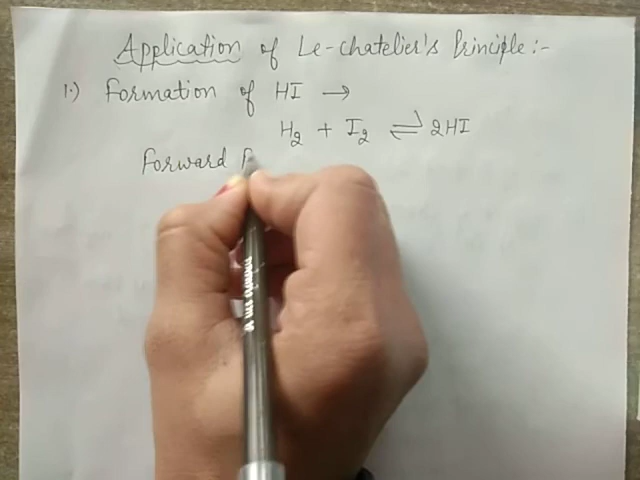 Application of Le-chatelier's Principle:-
1.) Formation of HI →
H₂ + I₂ ⇌ 2HI
Forward